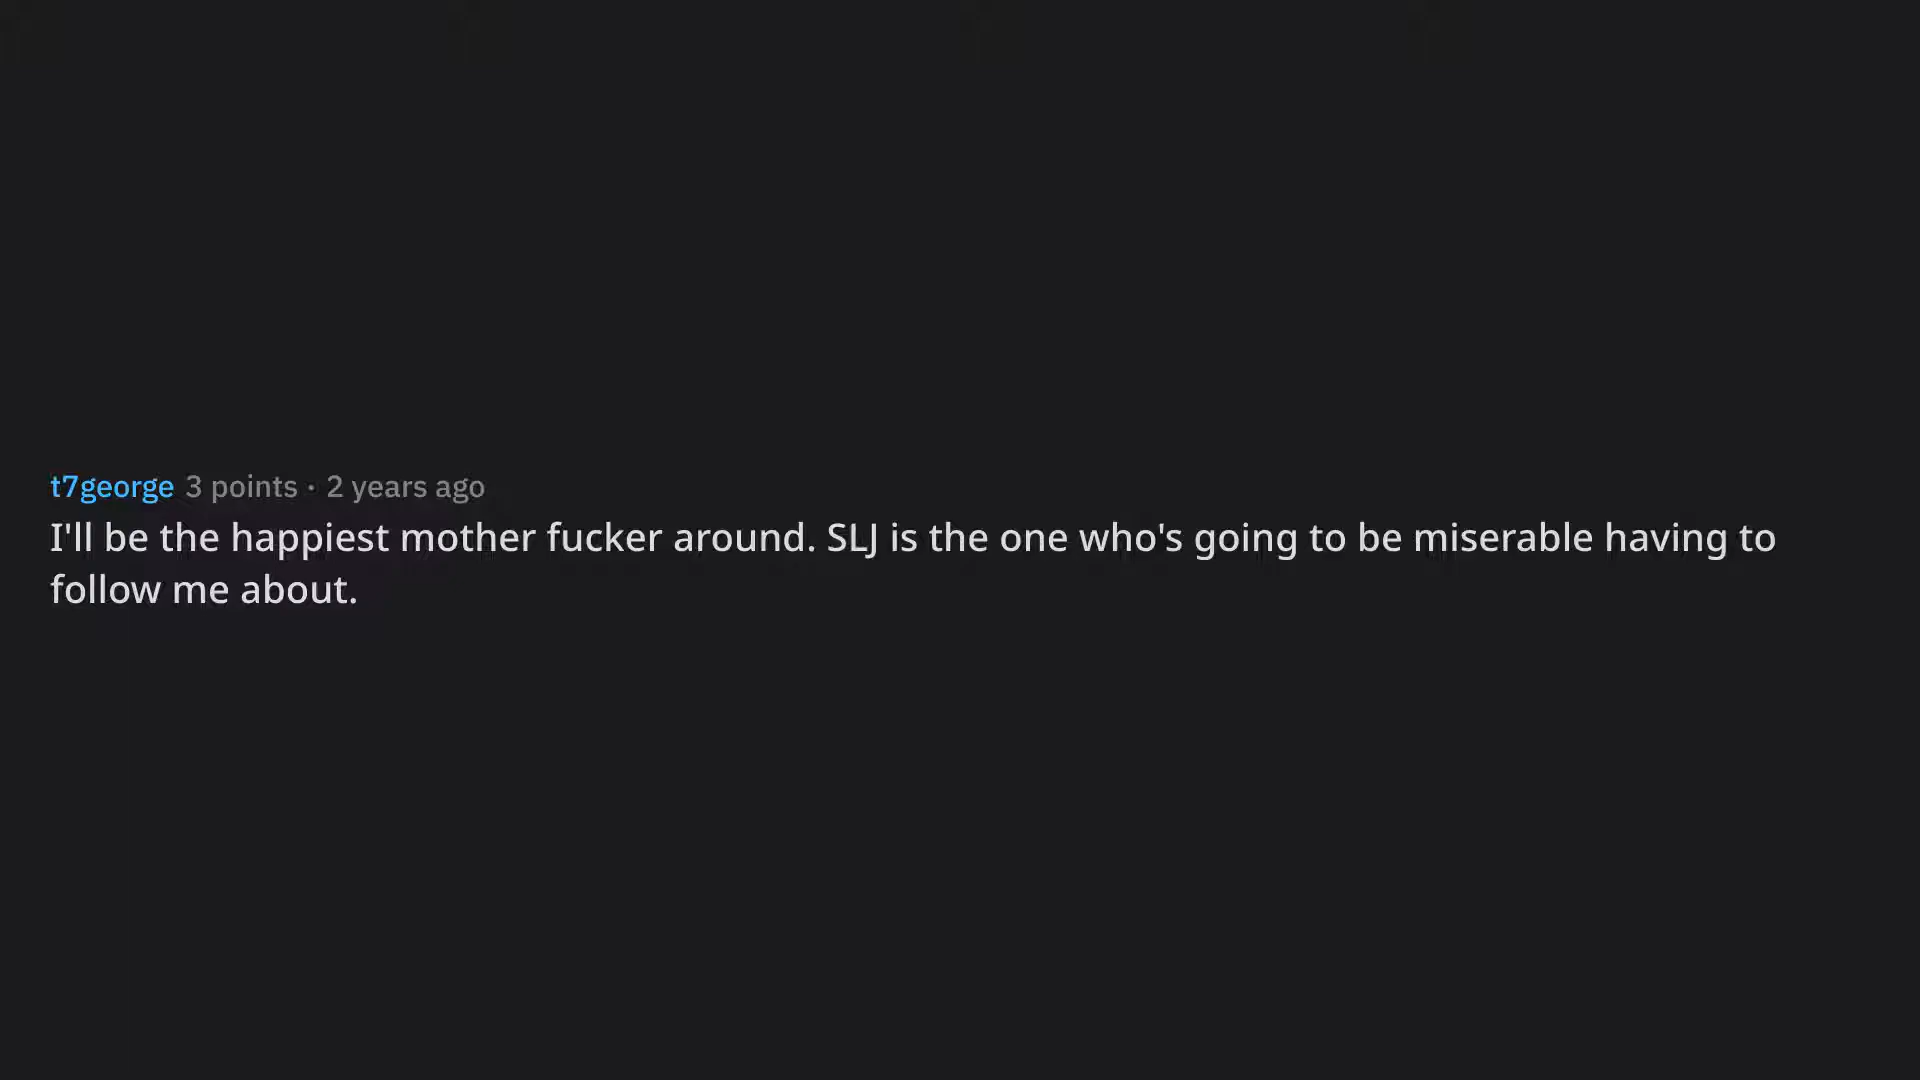 t7george 3 points · 2 years ago
I'll be the happiest mother fucker around. SLJ is the one who's going to be miserable having to
follow me about.